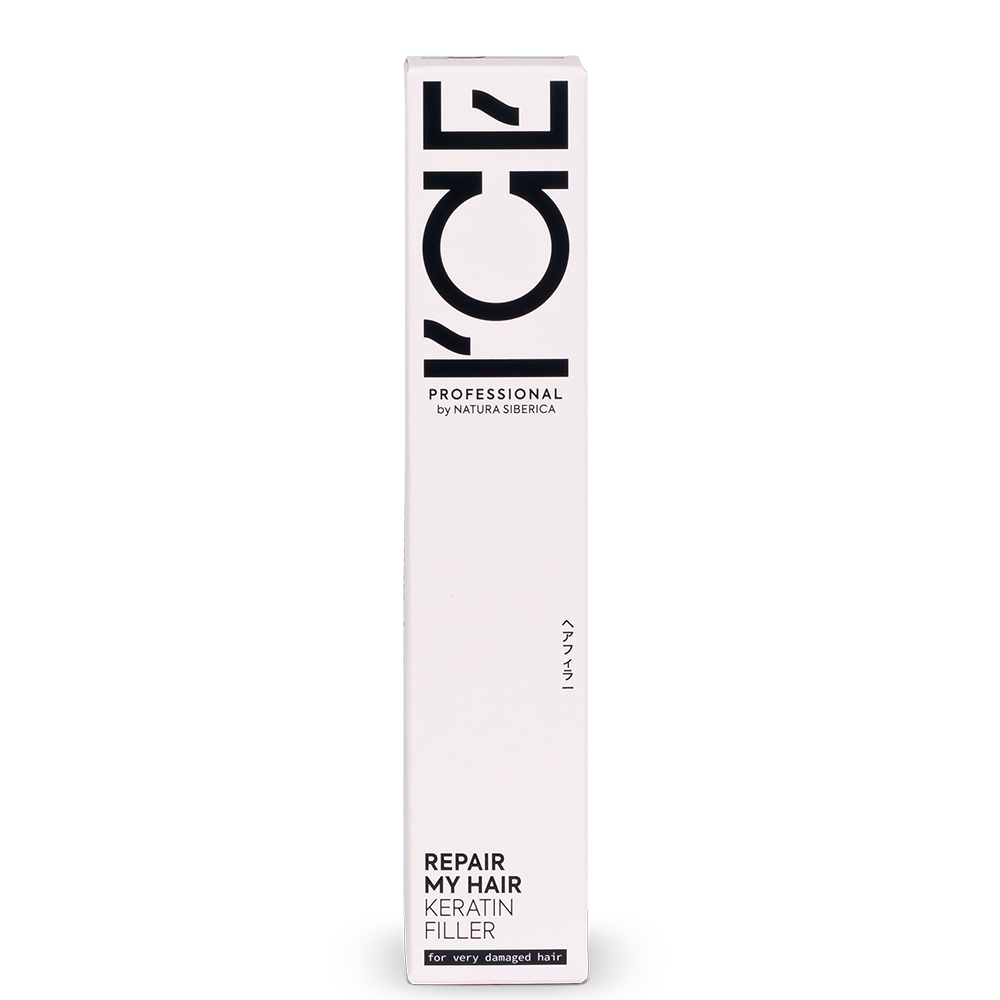 I'CÉ
PROFESSIONAL
by NATURA SIBERICA
ヘアフィラー
REPAIR
MY HAIR
KERATIN
FILLER
for very damaged hair